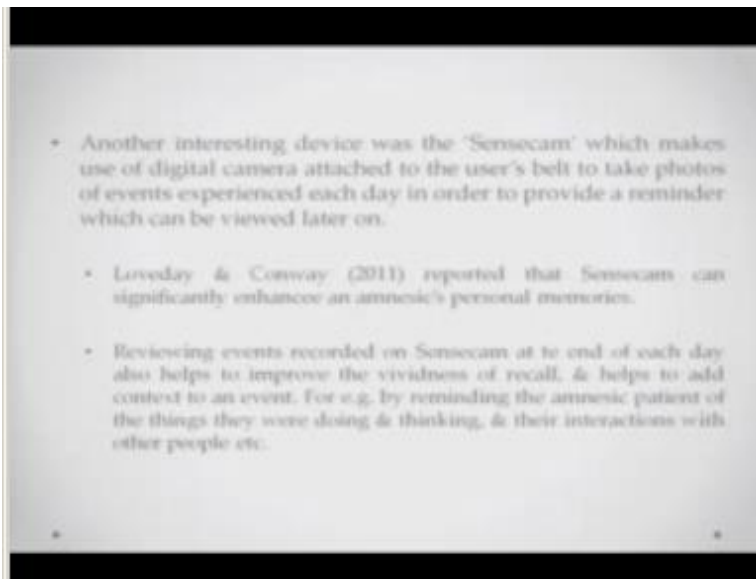 • Another interesting device was the 'Sensecam' which makes
use of digital camera attached to the user's belt to take photos
of events experienced each day in order to provide a reminder
which can be viewed later on.
• Loveday & Conway (2011) reported that Sensecam can
significantly enhancee an amnesic's personal memories.
• Reviewing events recorded on Sensecam at te end of each day
also helps to improve the vividness of recall, & helps to add
context to an event. For e.g. by reminding the amnesic patient of
the things they were doing & thinking, & their interactions with
other people etc.